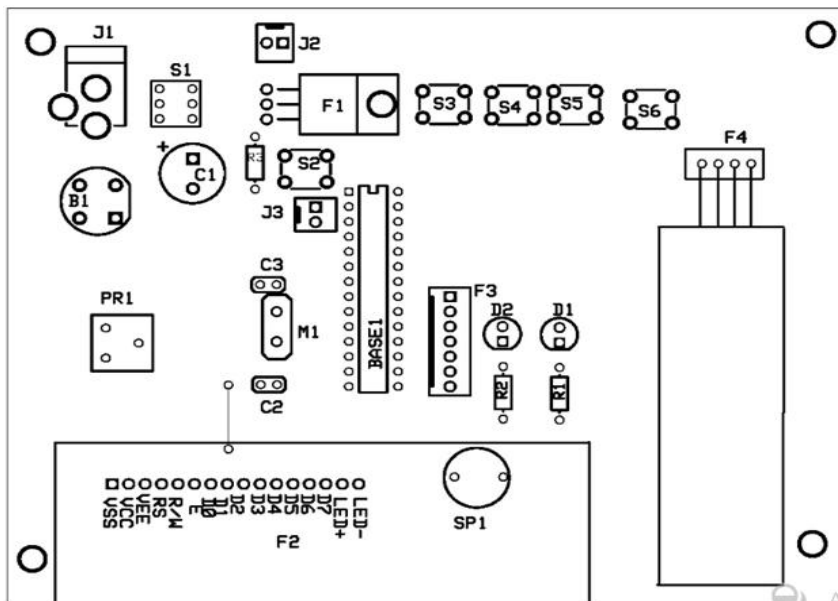 J1
J2
S1
F1
S3
S4
S5
S6
F4
+
C1
R3
S2
B1
J3
C3
F3
PR1
M1
BASE1
D2
D1
C2
R2
R1
VSS
VCC
VEE
RS
R/W
E
D0
D1
D2
D3
D4
D5
D6
D7
LED+
LED-
SP1
F2